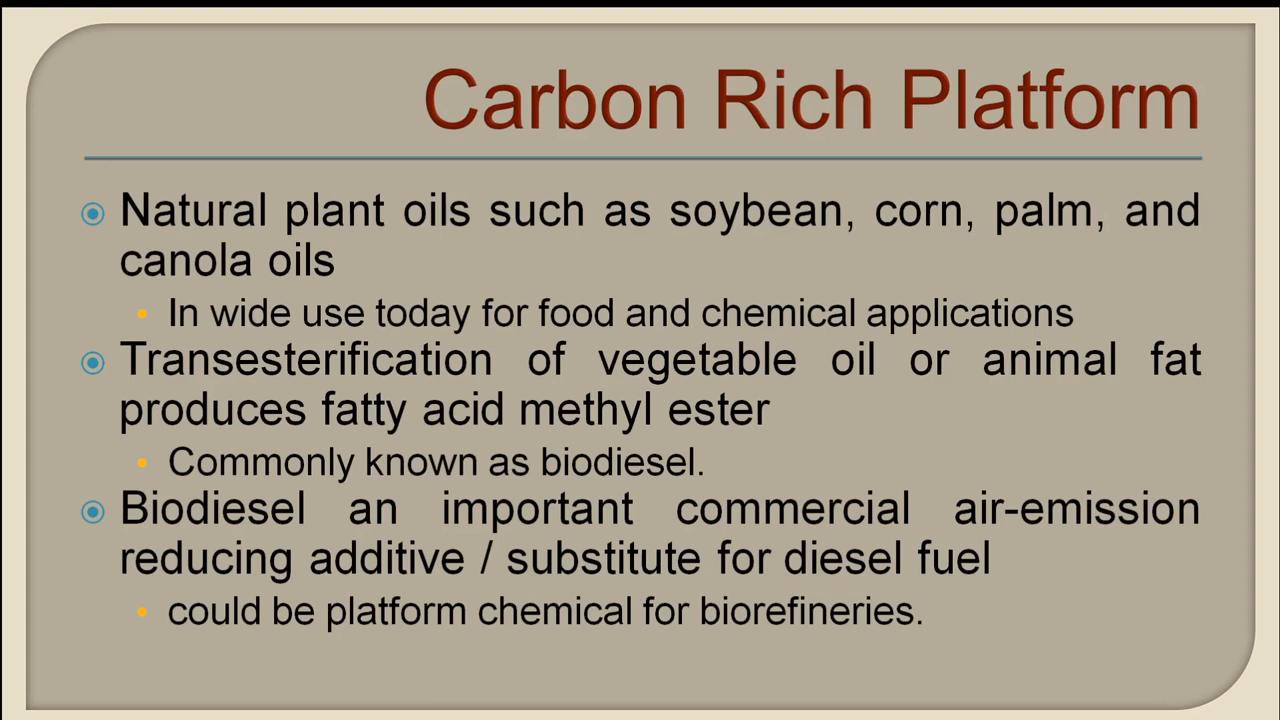 Carbon Rich Platform
Natural plant oils such as soybean, corn, palm, and
canola oils
In wide use today for food and chemical applications
Transesterification of vegetable oil or animal fat
produces fatty acid methyl ester
Commonly known as biodiesel.
Biodiesel an important commercial air-emission
reducing additive / substitute for diesel fuel
could be platform chemical for biorefineries.